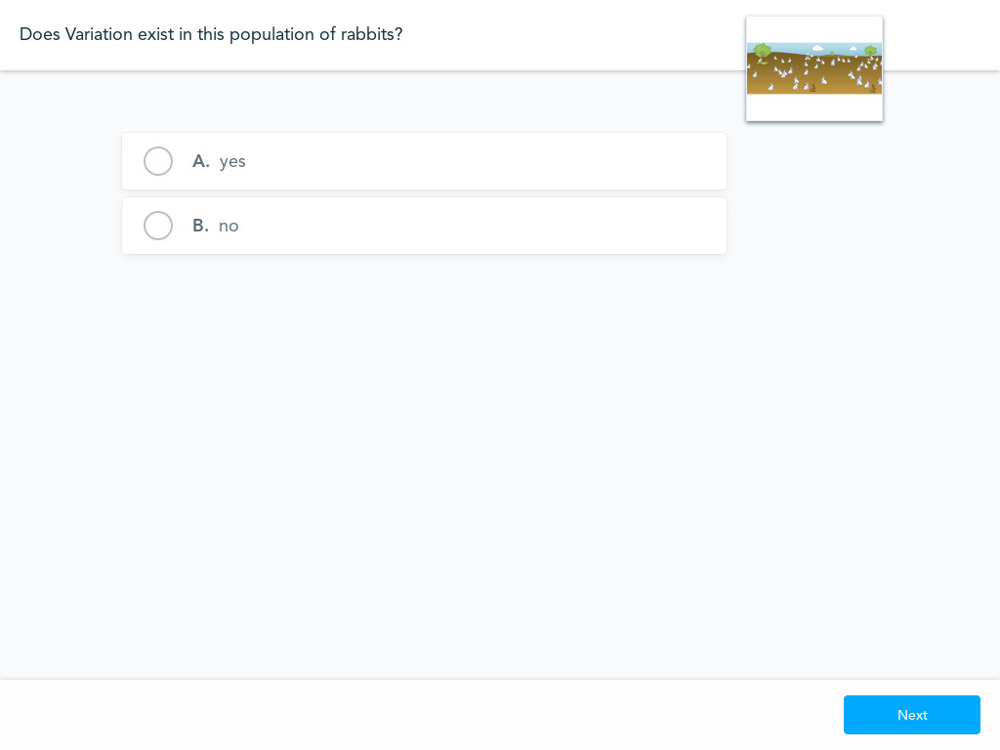 Does Variation exist in this population of rabbits?
A. yes
B. no
Next